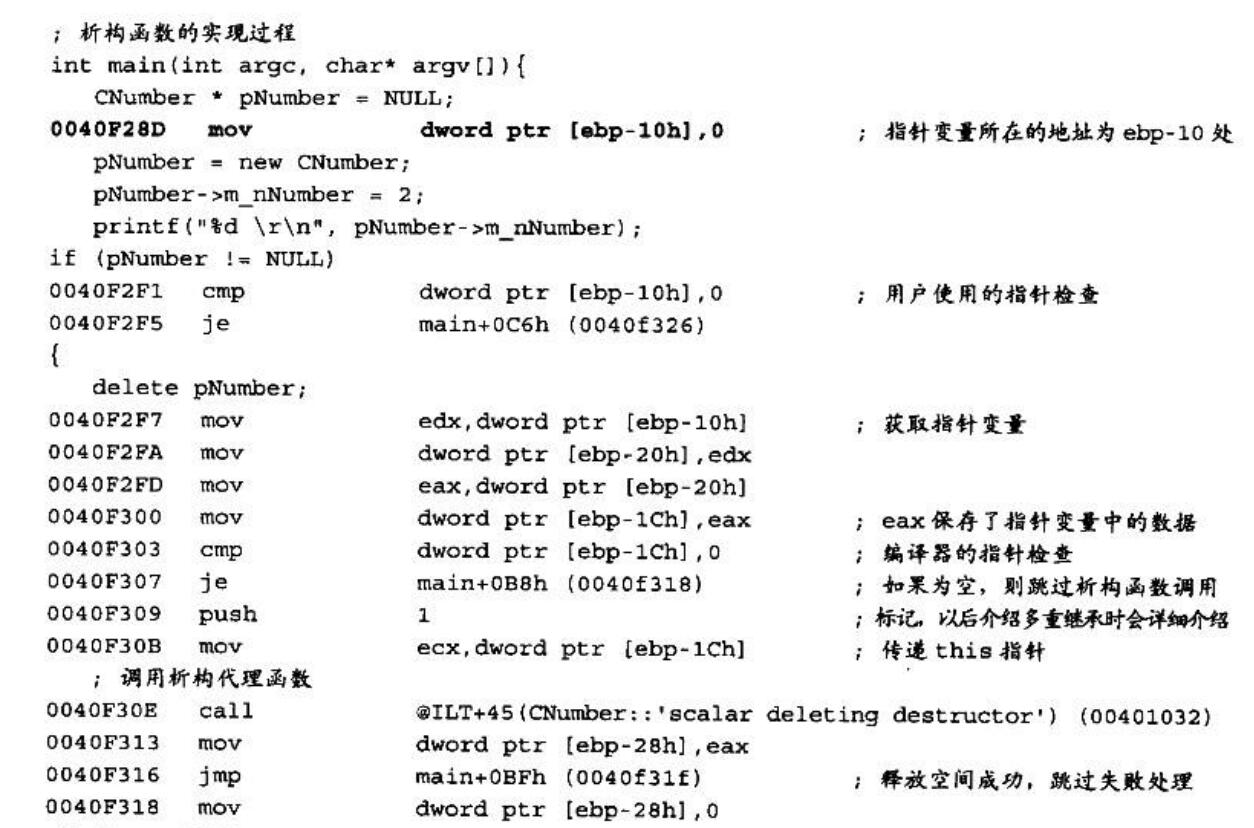 ; 析构函数的实现过程
int main(int argc, char* argv[]){
CNumber * pNumber = NULL;
0040F28D mov dword ptr [ebp-10h],0 ; 指针变量所在的地址为 ebp-10 处
pNumber = new CNumber;
pNumber->m_nNumber = 2;
printf("%d \r\n", pNumber->m_nNumber);
if (pNumber != NULL)
0040F2F1 cmp dword ptr [ebp-10h],0 ; 用户使用的指针检查
0040F2F5 je main+0C6h (0040f326)
{
delete pNumber;
0040F2F7 mov edx,dword ptr [ebp-10h] ; 获取指针变量
0040F2FA mov dword ptr [ebp-20h],edx
0040F2FD mov eax,dword ptr [ebp-20h]
0040F300 mov dword ptr [ebp-1Ch],eax ; eax 保存了指针变量中的数据
0040F303 cmp dword ptr [ebp-1Ch],0 ; 编译器的指针检查
0040F307 je main+0B8h (0040f318) ; 如果为空，则跳过析构函数调用
0040F309 push 1 ; 标记，以后介绍多重继承时会详细介绍
0040F30B mov ecx,dword ptr [ebp-1Ch] ; 传递 this 指针
; 调用析构代理函数
0040F30E call @ILT+45(CNumber::'scalar deleting destructor') (00401032)
0040F313 mov dword ptr [ebp-28h],eax
0040F316 jmp main+0BFh (0040f31f) ; 释放空间成功，跳过失败处理
0040F318 mov dword ptr [ebp-28h],0